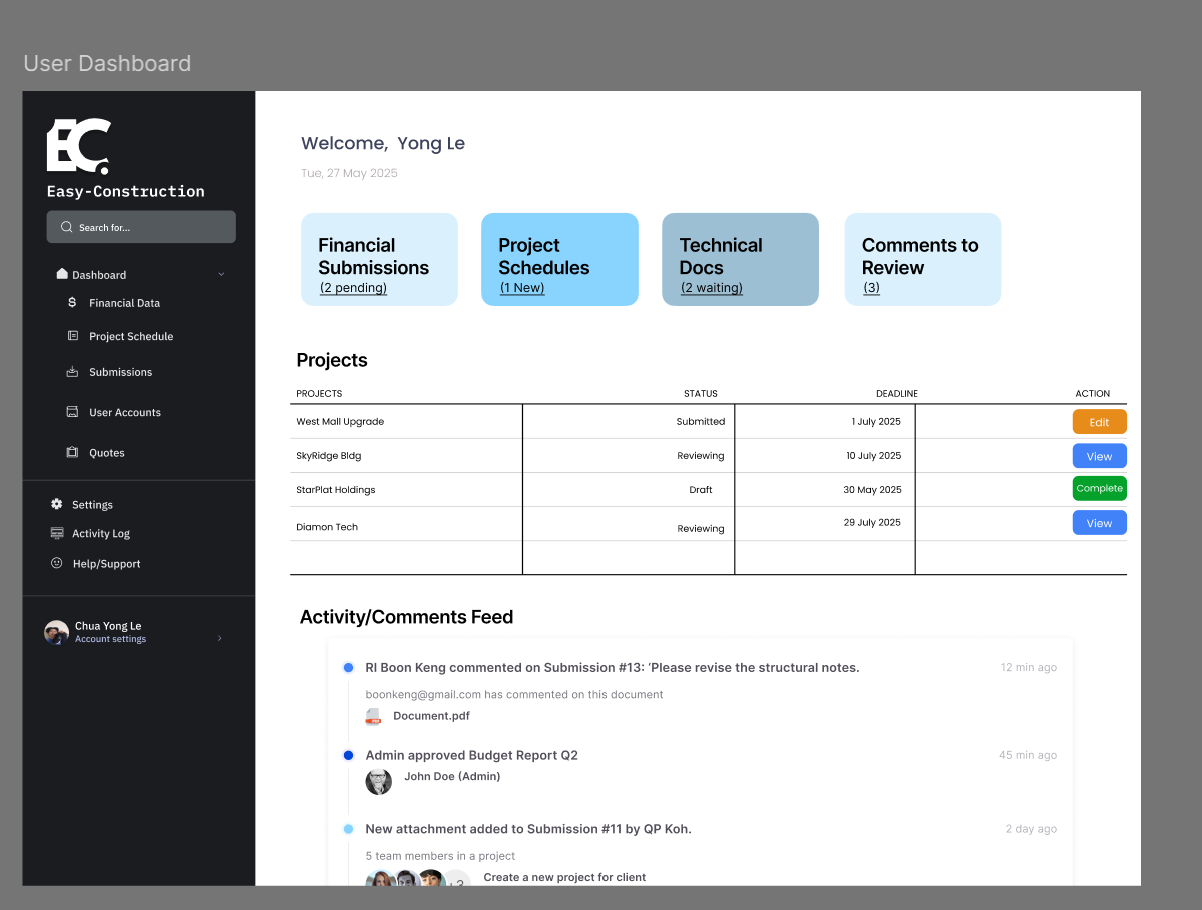 User Dashboard
EC.
Easy-Construction
Search for...
Dashboard
Financial Data
Project Schedule
Submissions
User Accounts
Quotes
Settings
Activity Log
Help/Support
Chua Yong Le
Account settings
Welcome, Yong Le
Tue, 27 May 2025
Financial
Submissions
(2 pending)
Project
Schedules
(1 New)
Technical
Docs
(2 waiting)
Comments to
Review
(3)
Projects
PROJECTS STATUS DEADLINE ACTION
West Mall Upgrade Submitted 1 July 2025 Edit
SkyRidge Bldg Reviewing 10 July 2025 View
StarPlat Holdings Draft 30 May 2025 Complete
Diamon Tech Reviewing 29 July 2025 View
Activity/Comments Feed
RI Boon Keng commented on Submission #13: ‘Please revise the structural notes. 12 min ago
boonkeng@gmail.com has commented on this document
PDF Document.pdf
Admin approved Budget Report Q2 45 min ago
John Doe (Admin)
New attachment added to Submission #11 by QP Koh. 2 day ago
5 team members in a project
Create a new project for client